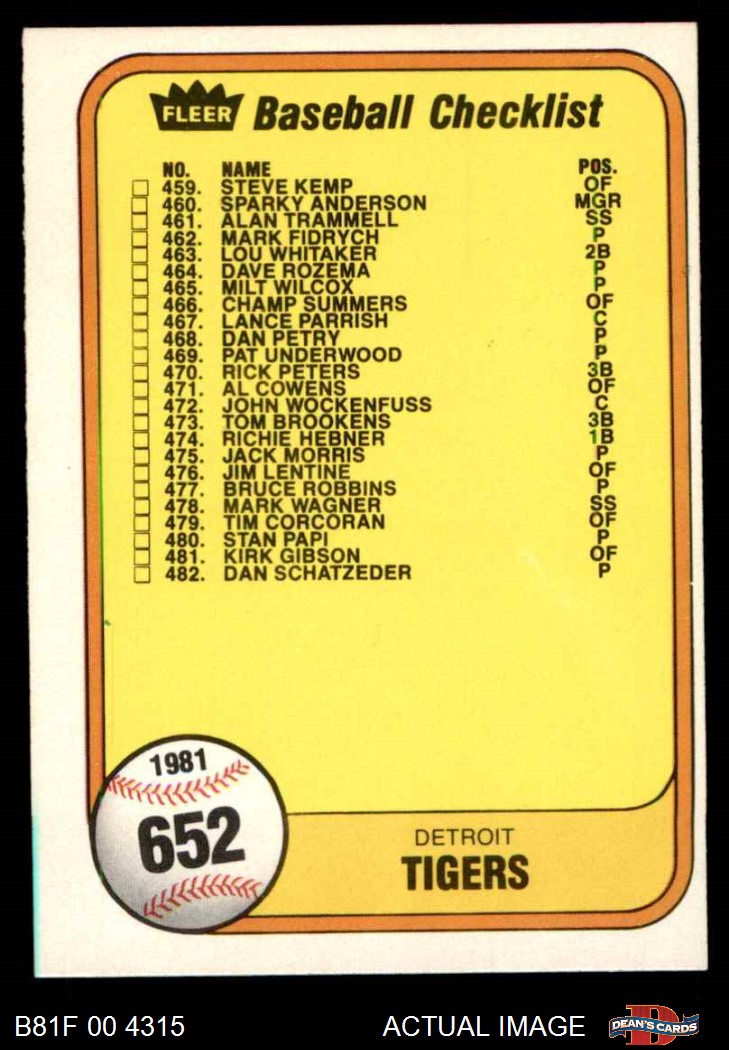 FLEER Baseball Checklist
NO. NAME POS.
459. STEVE KEMP OF
460. SPARKY ANDERSON MGR
461. ALAN TRAMMELL SS
462. MARK FIDRYCH P
463. LOU WHITAKER 2B
464. DAVE ROZEMA P
465. MILT WILCOX P
466. CHAMP SUMMERS OF
467. LANCE PARRISH C
468. DAN PETRY P
469. PAT UNDERWOOD P
470. RICK PETERS 3B
471. AL COWENS OF
472. JOHN WOCKENFUSS C
473. TOM BROOKENS 3B
474. RICHIE HEBNER 1B
475. JACK MORRIS P
476. JIM LENTINE OF
477. BRUCE ROBBINS P
478. MARK WAGNER SS
479. TIM CORCORAN OF
480. STAN PAPI P
481. KIRK GIBSON OF
482. DAN SCHATZEDER P
1981
652
DETROIT
TIGERS
B81F 00 4315 ACTUAL IMAGE D DEAN'S CARDS